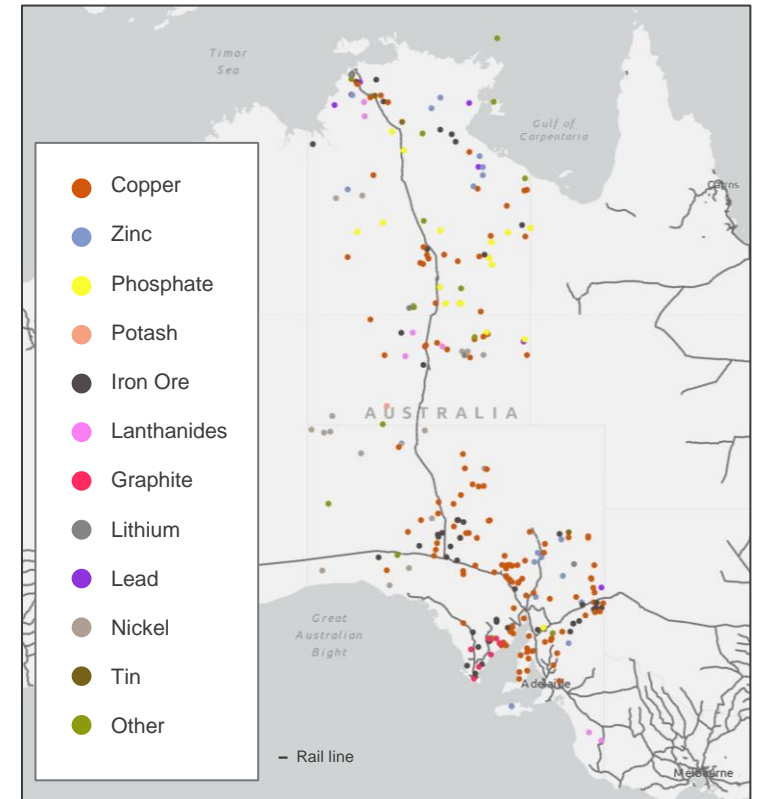 Timor
Sea
Gulf of
Carpentaria
Cairns
Copper
Zinc
Phosphate
Potash
Iron Ore
Lanthanides
Graphite
Lithium
Lead
Nickel
Tin
Other
AUSTRALIA
Great
Australian
Bight
Adelaide
Rail line
Melbourne